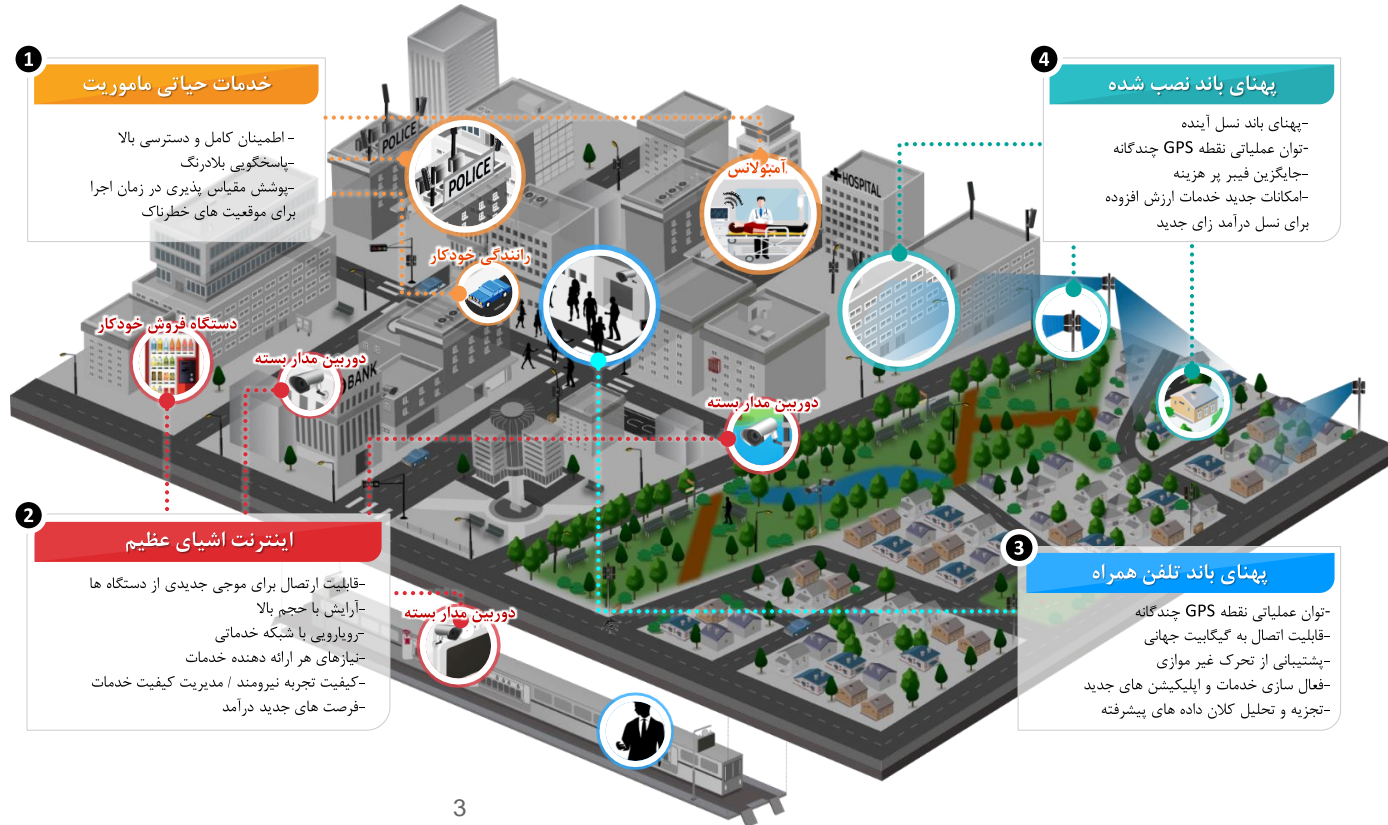 1
خدمات حیاتی ماموریت
- اطمینان کامل و دسترسی بالا
-پاسخگویی بلادرنگ
-پوشش مقیاس پذیری در زمان اجرا
برای موقعیت های خطرناک
4
پهنای باند نصب شده
-پهنای باند نسل آینده
-توان عملیاتی نقطه GPS چندگانه
-جایگزین فیبر پر هزینه
-امکانات جدید خدمات ارزش افزوده
برای نسل درآمد زای جدید
POLICE
POLICE
آمبولانس
HOSPITAL
رانندگی خودکار
دستگاه فروش خودکار
دوربین مدار بسته
BANK
دوربین مدار بسته
2
اینترنت اشیای عظیم
-قابلیت ارتصال برای موجی جدیدی از دستگاه ها
-آرایش با حجم بالا
-رویارویی با شبکه خدماتی
-نیازهای هر ارائه دهنده خدمات
-کیفیت تجربه نیرومند / مدیریت کیفیت خدمات
-فرصت های جدید درآمد
دوربین مدار بسته
3
پهنای باند تلفن همراه
-توان عملیاتی نقطه GPS چندگانه
-قابلیت اتصال به گیگابیت جهانی
-پشتیبانی از تحرک غیر موازی
-فعال سازی خدمات و اپلیکیشن های جدید
-تجزیه و تحلیل کلان داده های پیشرفته
3